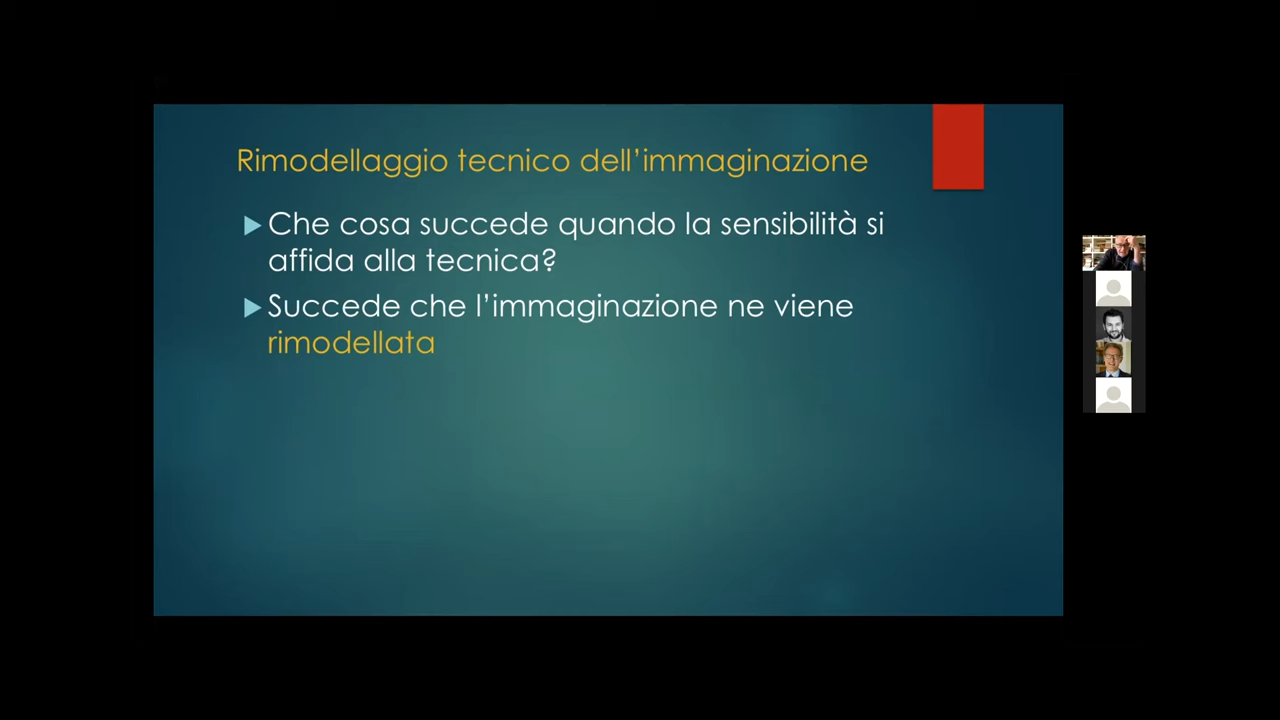 Rimodellaggio tecnico dell’immaginazione
Che cosa succede quando la sensibilità si
affida alla tecnica?
Succede che l’immaginazione ne viene
rimodellata